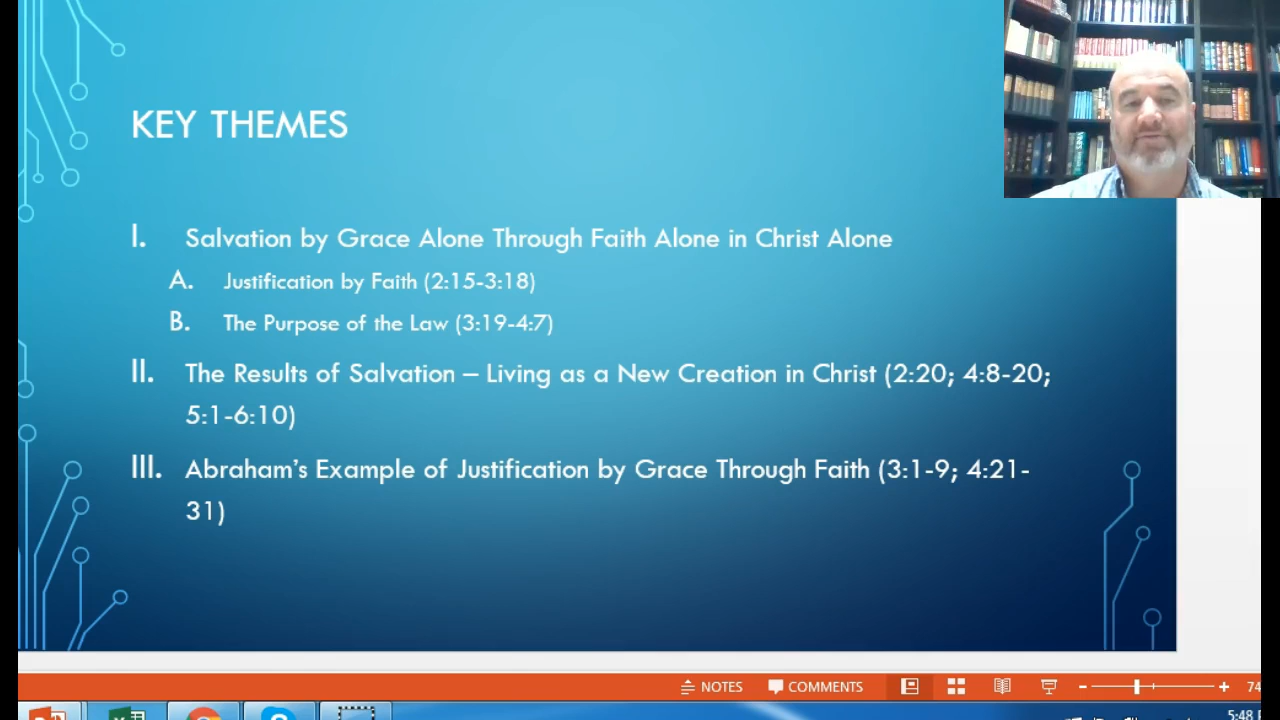 KEY THEMES
I. Salvation by Grace Alone Through Faith Alone in Christ Alone
A. Justification by Faith (2:15-3:18)
B. The Purpose of the Law (3:19-4:7)
II. The Results of Salvation – Living as a New Creation in Christ (2:20; 4:8-20;
5:1-6:10)
III. Abraham's Example of Justification by Grace Through Faith (3:1-9; 4:21-
31)
NOTES COMMENTS 74
5:48